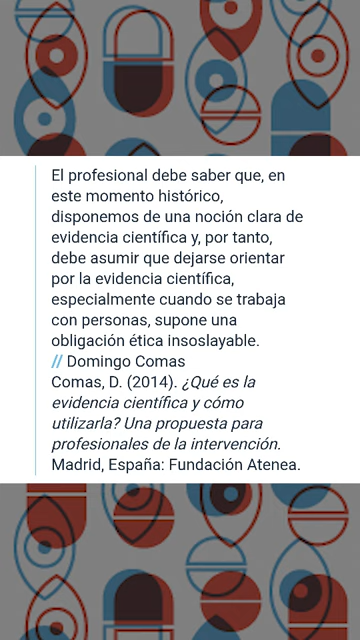 El profesional debe saber que, en
este momento histórico,
disponemos de una noción clara de
evidencia científica y, por tanto,
debe asumir que dejarse orientar
por la evidencia científica,
especialmente cuando se trabaja
con personas, supone una
obligación ética insoslayable.
// Domingo Comas
Comas, D. (2014). ¿Qué es la
evidencia científica y cómo
utilizarla? Una propuesta para
profesionales de la intervención.
Madrid, España: Fundación Atenea.